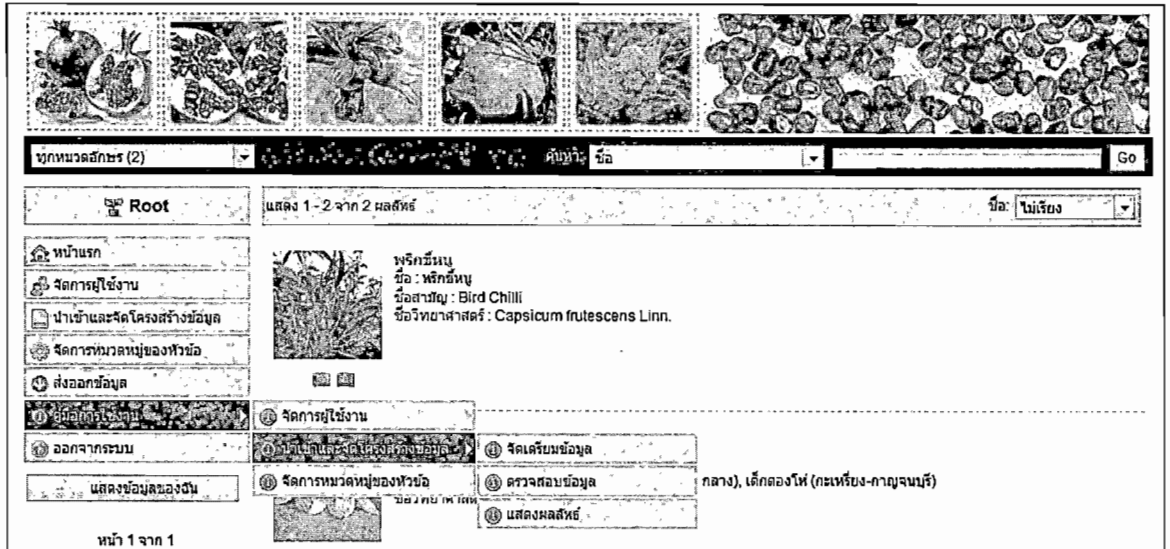 ทุกหมวดอักษร (2) ค้นหา: ชื่อ Go
Root
แสดง 1 - 2 จาก 2 ผลลัพธ์ ชื่อ: ไม่เรียง
หน้าแรก
จัดการผู้ใช้งาน
นำเข้าและจัดโครงสร้างข้อมูล
จัดการหมวดหมู่ของหัวข้อ
ส่งออกข้อมูล
คู่มือการใช้งาน
ออกจากระบบ
แสดงข้อมูลของฉัน
หน้า 1 จาก 1
พริกขี้หนู
ชื่อ : พริกขี้หนู
ชื่อสามัญ : Bird Chilli
ชื่อวิทยาศาสตร์ : Capsicum frutescens Linn.
จัดการผู้ใช้งาน
นำเข้าและจัดโครงสร้างข้อมูล
จัดการหมวดหมู่ของหัวข้อ
จัดเตรียมข้อมูล
ตรวจสอบข้อมูล
แสดงผลลัพธ์
กลาง), เด็กดองโห่ (กะเหรี่ยง-กาญจนบุรี)